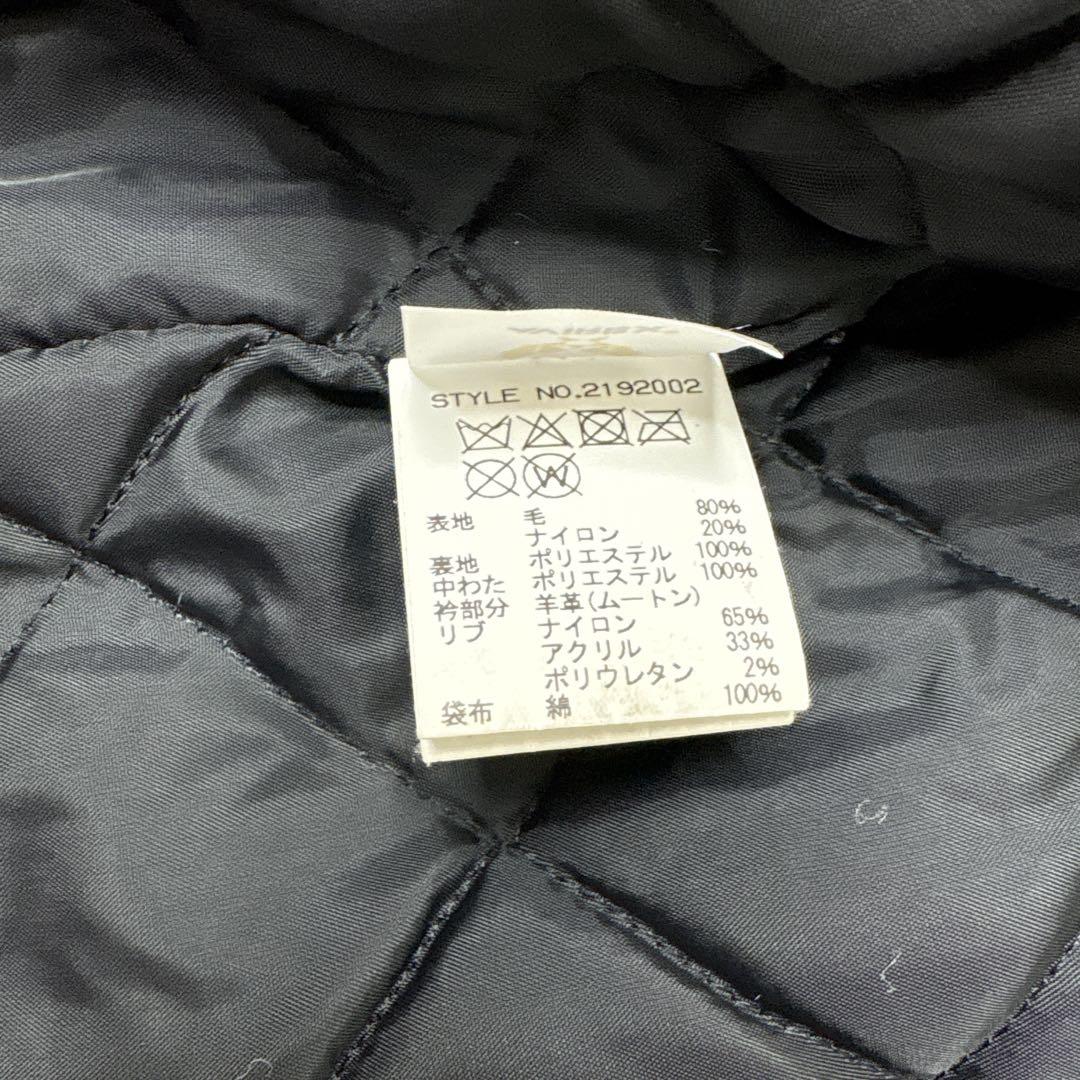 STYLE NO.2192002
W
表地 毛 80%
ナイロン 20%
裏地 ポリエステル 100%
中わた ポリエステル 100%
衿部分 羊革(ムートン)
リブ ナイロン 65%
アクリル 33%
ポリウレタン 2%
袋布 綿 100%